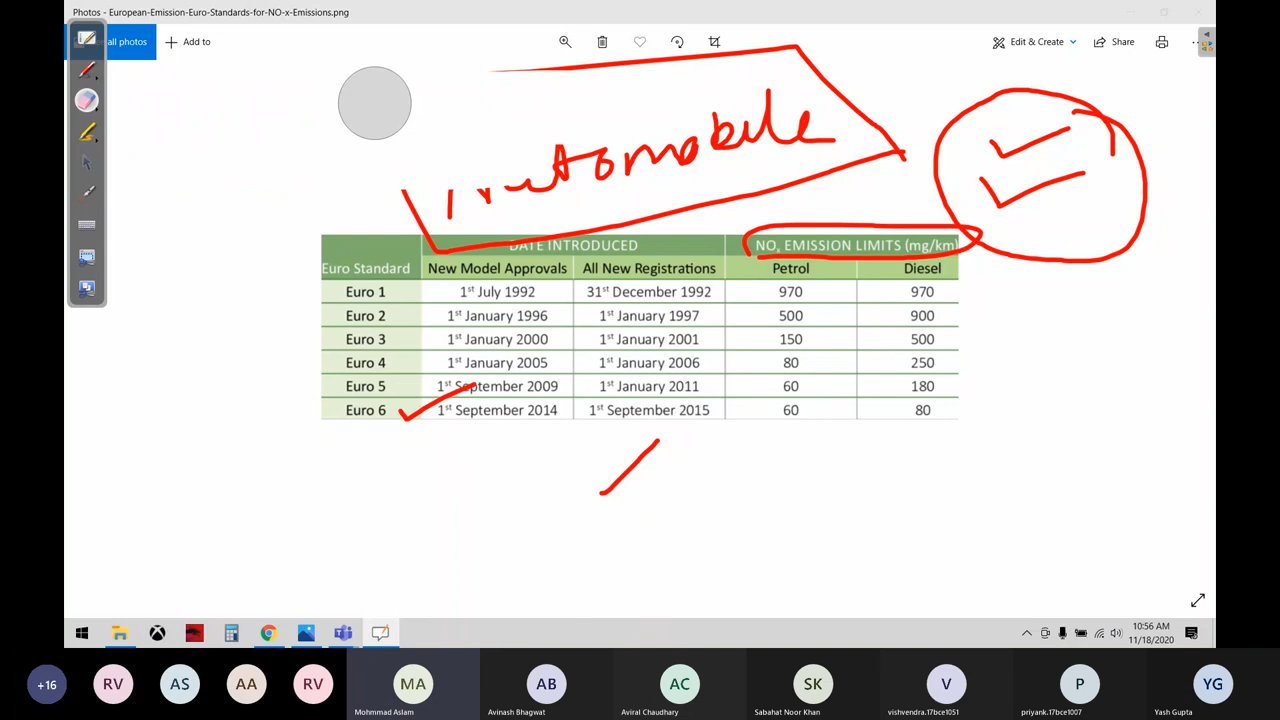 Photos - European-Emission-Euro-Standards-for-NO-x-Emissions.png
all photos Add to Edit & Create Share
DATE INTRODUCED NOx EMISSION LIMITS (mg/km)
Euro Standard New Model Approvals All New Registrations Petrol Diesel
Euro 1 1st July 1992 31st December 1992 970 970
Euro 2 1st January 1996 1st January 1997 500 900
Euro 3 1st January 2000 1st January 2001 150 500
Euro 4 1st January 2005 1st January 2006 80 250
Euro 5 1st September 2009 1st January 2011 60 180
Euro 6 1st September 2014 1st September 2015 60 80
10:56 AM
11/18/2020
+16 RV AS AA RV MA AB AC SK V P YG
Mohmmad Aslam Avinash Bhagwat Aviral Chaudhary Sabahat Noor Khan vishvendra.17bce1051 priyank.17bce1007 Yash Gupta